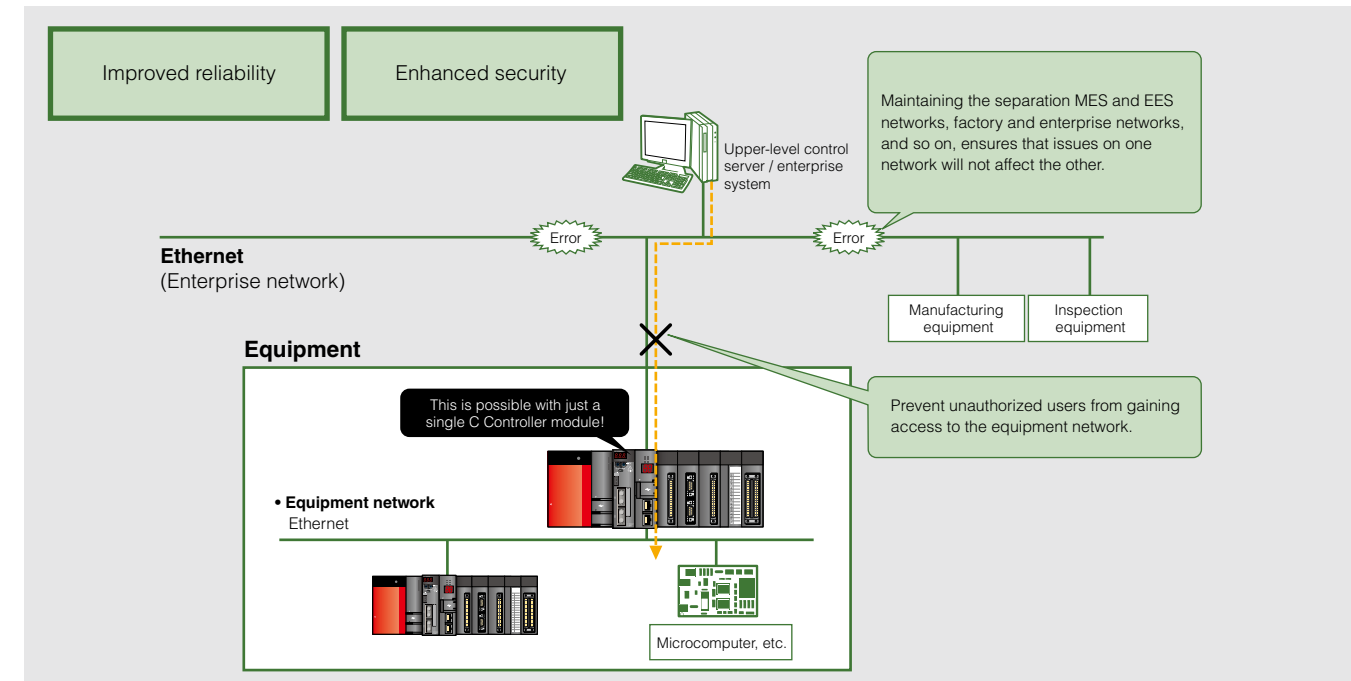 Improved reliability
Enhanced security
Maintaining the separation MES and EES
networks, factory and enterprise networks,
and so on, ensures that issues on one
network will not affect the other.
Upper-level control
server / enterprise
system
Error
Error
Ethernet
(Enterprise network)
Manufacturing
equipment
Inspection
equipment
Equipment
This is possible with just a
single C Controller module!
Prevent unauthorized users from gaining
access to the equipment network.
• Equipment network
Ethernet
Microcomputer, etc.